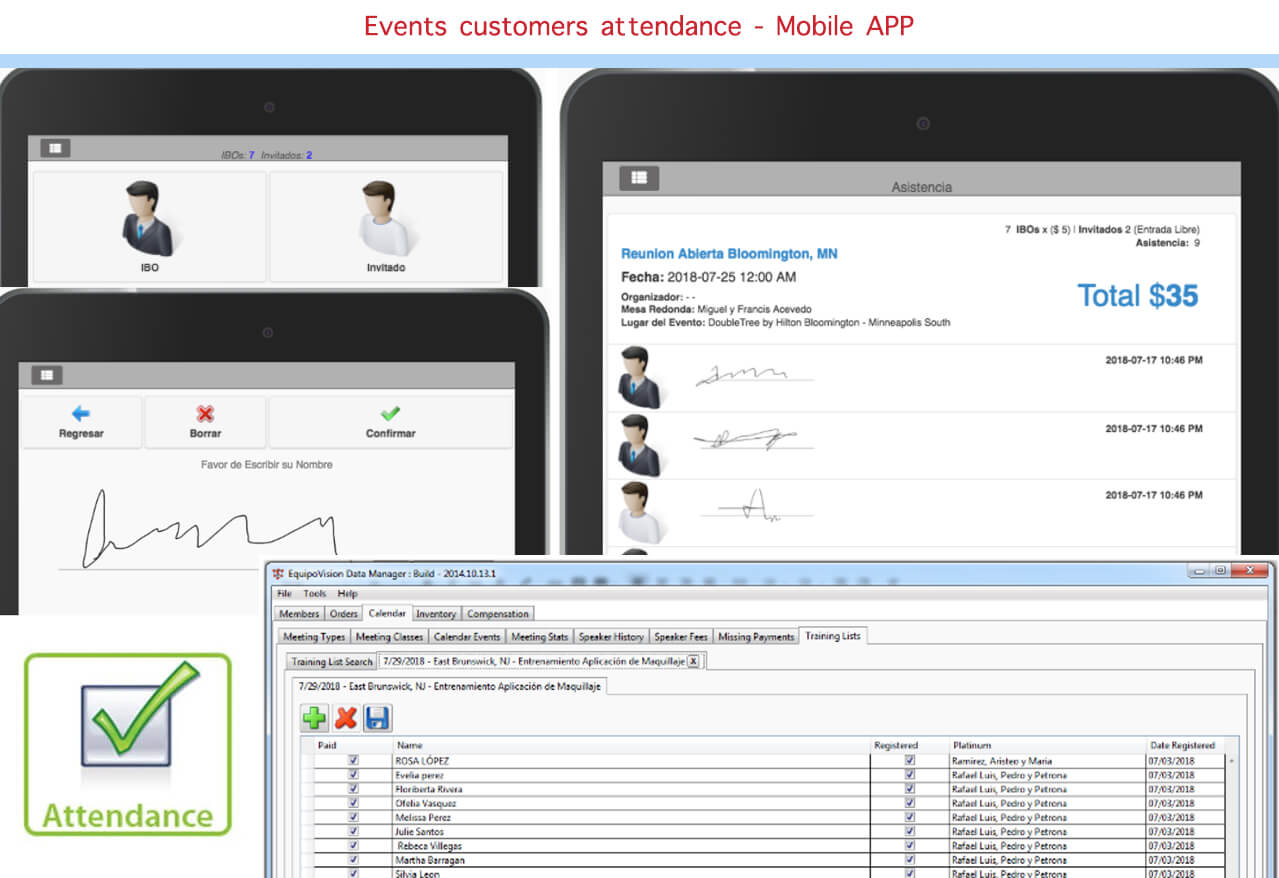 Events customers attendance - Mobile APP
IBOs: 7 Invitados: 2
IBO
Invitado
Regresar
Borrar
Confirmar
Favor de Escribir su Nombre
Asistencia
7 IBOs x ($ 5) | Invitados 2 (Entrada Libre)
Asistencia: 9
Reunion Abierta Bloomington, MN
Fecha: 2018-07-25 12:00 AM
Total $35
Organizador: - -
Mesa Redonda: Miguel y Francis Acevedo
Lugar del Evento: DoubleTree by Hilton Bloomington - Minneapolis South
2018-07-17 10:46 PM
2018-07-17 10:46 PM
2018-07-17 10:46 PM
Attendance
EquipoVision Data Manager : Build - 2014.10.13.1
File Tools Help
Members Orders Calendar Inventory Compensation
Meeting Types Meeting Classes Calendar Events Meeting Stats Speaker History Speaker Fees Missing Payments Training Lists
Training List Search 7/29/2018 - East Brunswick, NJ - Entrenamiento Aplicación de Maquillaje X
7/29/2018 - East Brunswick, NJ - Entrenamiento Aplicación de Maquillaje
Paid Name Registered Platinum Date Registered
ROSA LÓPEZ Ramirez, Aristeo y Maria 07/03/2018
Evelia perez Rafael Luis, Pedro y Petrona 07/03/2018
Floriberta Rivera Rafael Luis, Pedro y Petrona 07/03/2018
Ofelia Vasquez Rafael Luis, Pedro y Petrona 07/03/2018
Melissa Perez Rafael Luis, Pedro y Petrona 07/03/2018
Julie Santos Rafael Luis, Pedro y Petrona 07/03/2018
Rebeca Villegas Rafael Luis, Pedro y Petrona 07/03/2018
Martha Barragan Rafael Luis, Pedro y Petrona 07/03/2018
Silvia Leon Rafael Luis, Pedro y Petrona 07/03/2018